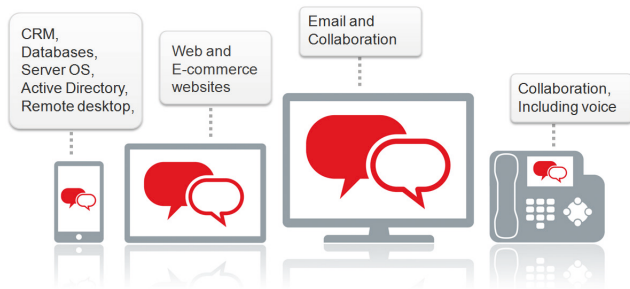 CRM,
Databases,
Server OS,
Active Directory,
Remote desktop,
Web and
E-commerce
websites
Email and
Collaboration
Collaboration,
Including voice